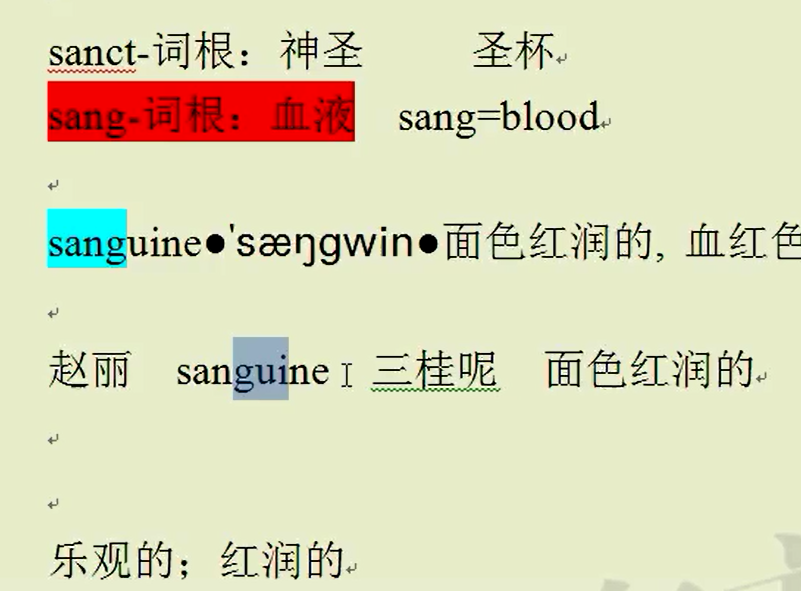 sanct-词根：神圣 圣杯
sang-词根：血液 sang=blood
sanguine●'sæŋgwin●面色红润的, 血红色
赵丽 sanguine 三桂呢 面色红润的
乐观的；红润的